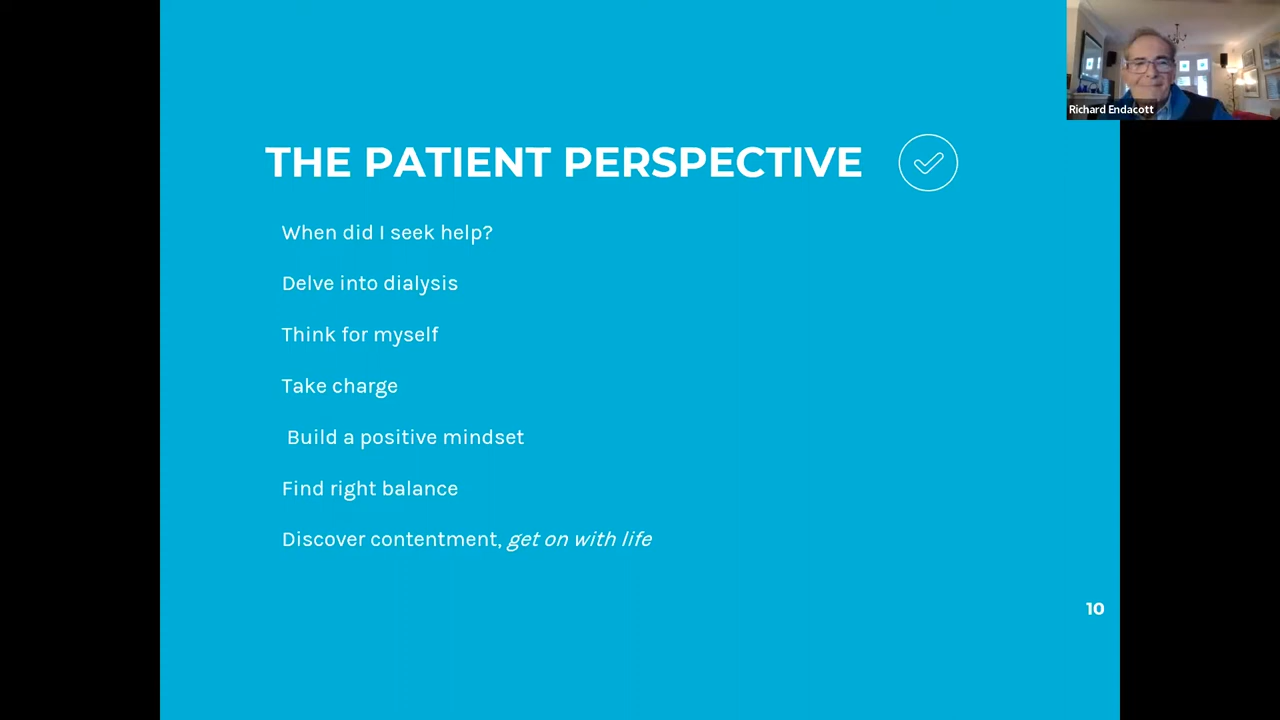 Richard Endacott
THE PATIENT PERSPECTIVE
When did I seek help?
Delve into dialysis
Think for myself
Take charge
Build a positive mindset
Find right balance
Discover contentment, get on with life
10